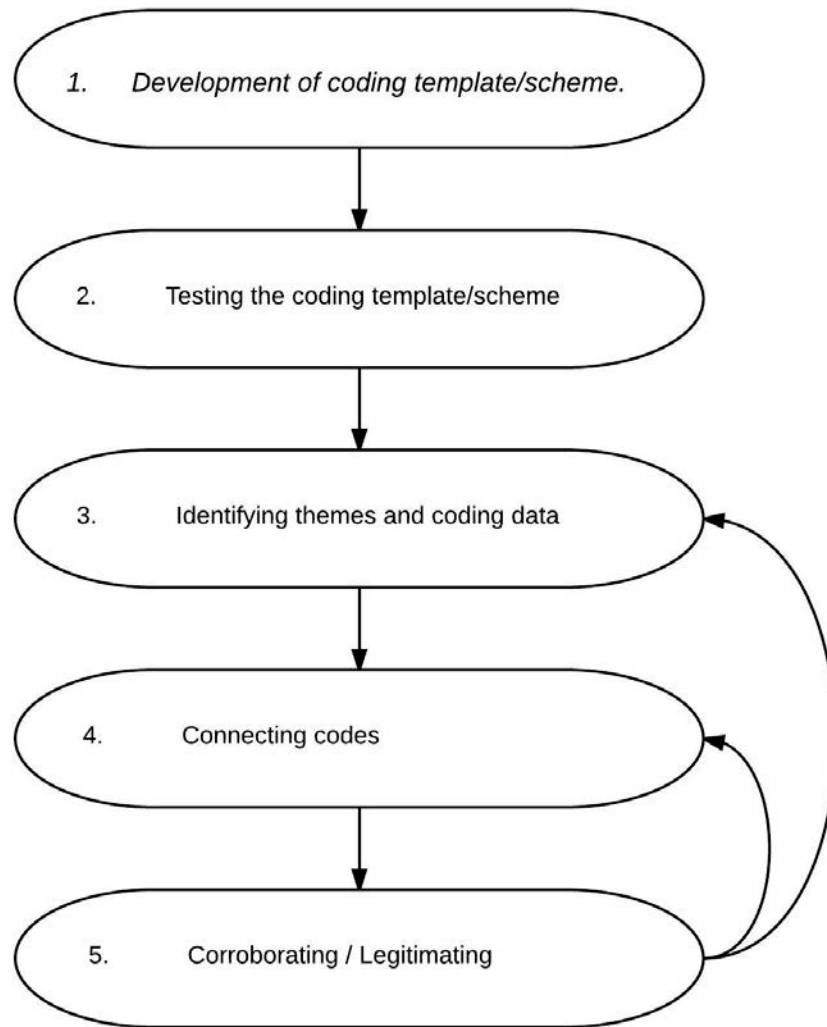 1. Development of coding template/scheme.
2. Testing the coding template/scheme
3. Identifying themes and coding data
4. Connecting codes
5. Corroborating / Legitimating